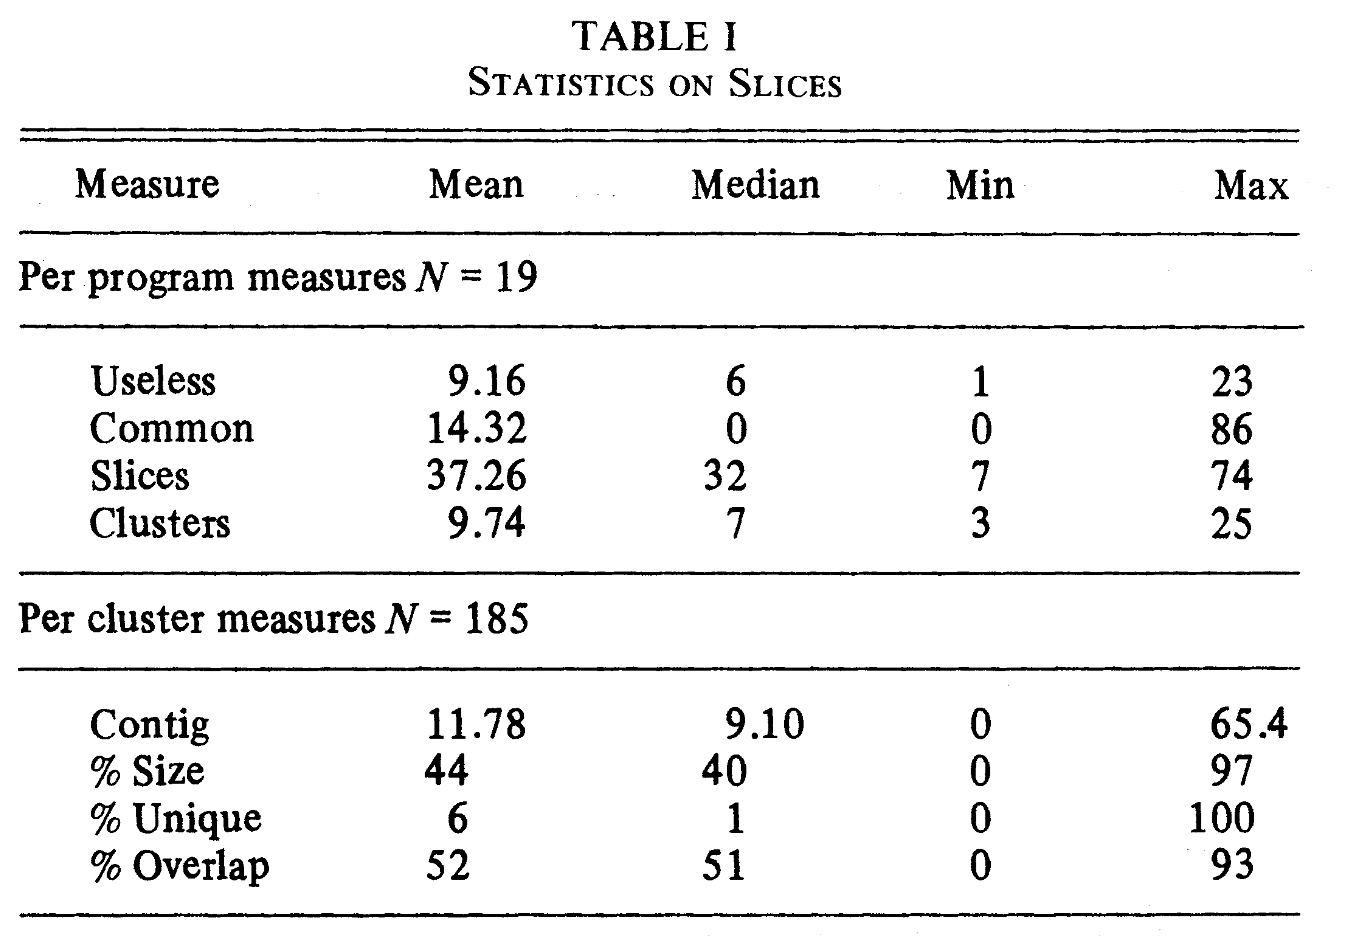 TABLE I
STATISTICS ON SLICES
Measure Mean Median Min Max
Per program measures N = 19
Useless 9.16 6 1 23
Common 14.32 0 0 86
Slices 37.26 32 7 74
Clusters 9.74 7 3 25
Per cluster measures N = 185
Contig 11.78 9.10 0 65.4
% Size 44 40 0 97
% Unique 6 1 0 100
% Overlap 52 51 0 93